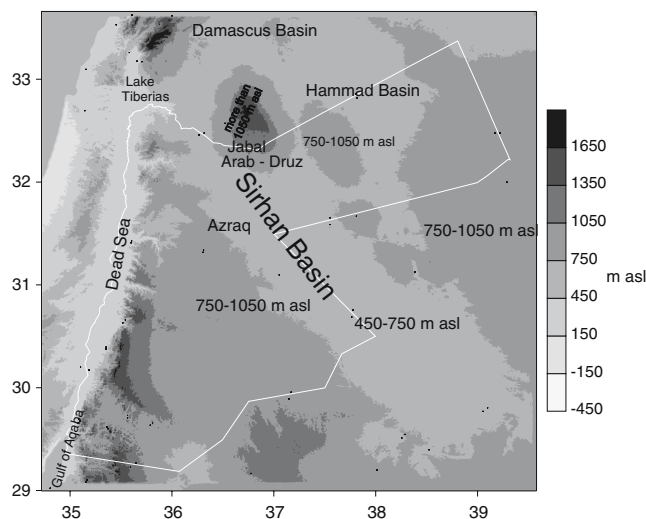 Damascus Basin
33
Lake
Tiberias
Hammad Basin
more than
1050 m asl
750-1050 m asl
Jabal
Arab - Druz
32
Sirhan Basin
Azraq
750-1050 m asl
Dead Sea
31
750-1050 m asl
450-750 m asl
30
Gulf of Aqaba
29
35 36 37 38 39
1650
1350
1050
750
450
150
-150
-450
m asl